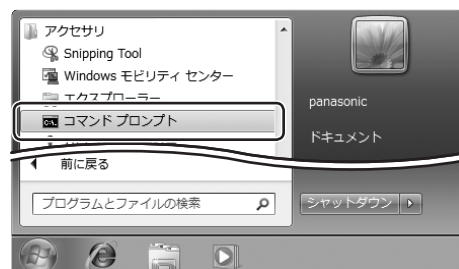 アクセサリ
Snipping Tool
Windows モビリティ センター
エクスプローラー
コマンド プロンプト
前に戻る
プログラムとファイルの検索
panasonic
ドキュメント
シャットダウン